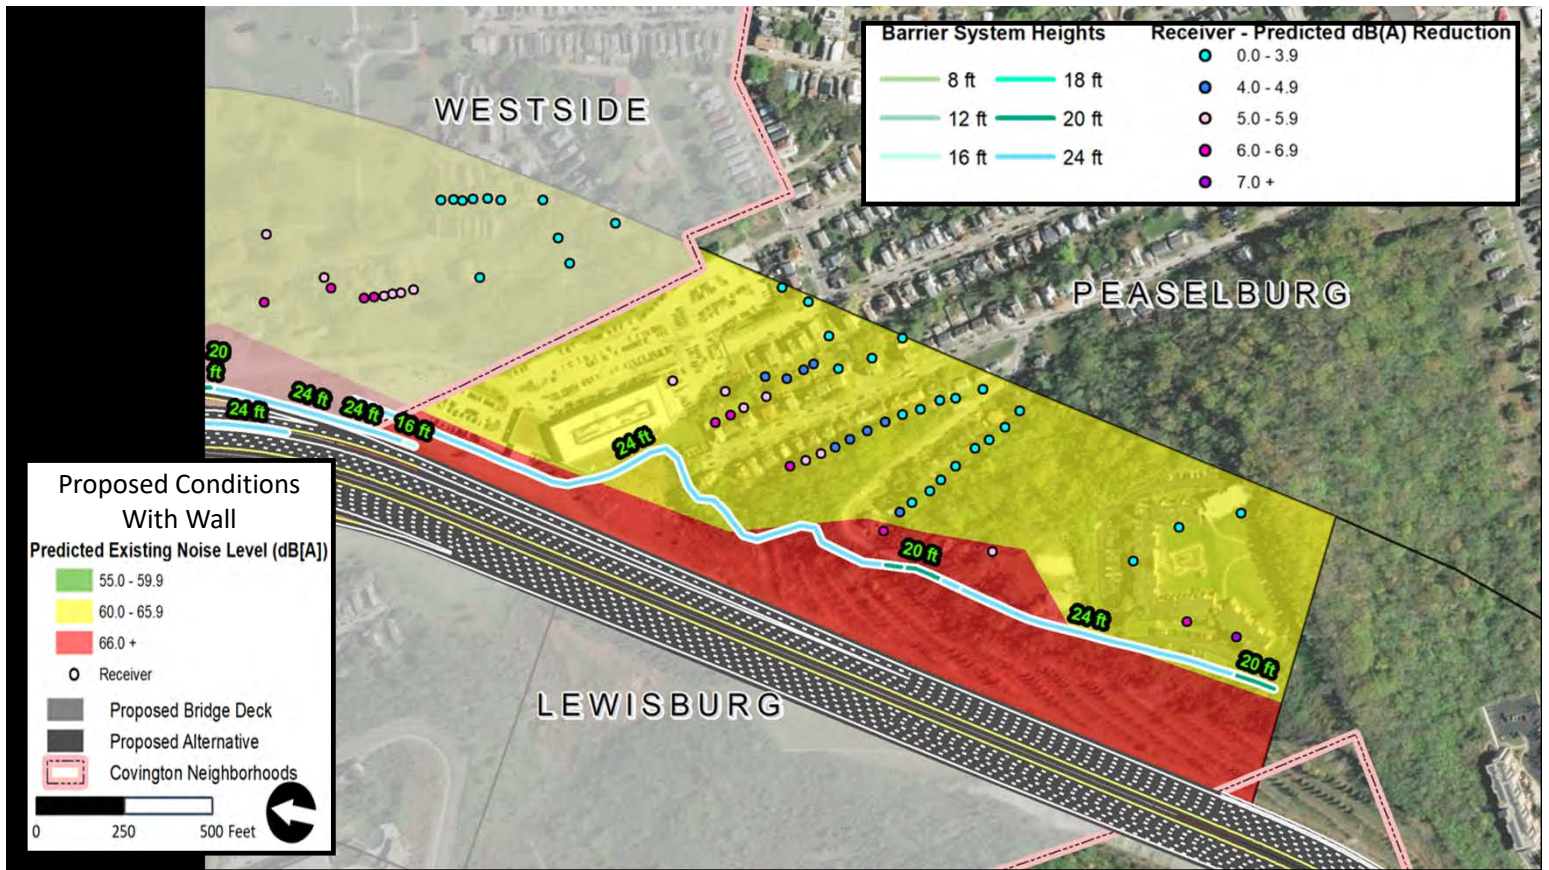 Barrier System Heights
8 ft
18 ft
12 ft
20 ft
16 ft
24 ft
Receiver - Predicted dB(A) Reduction
0.0 - 3.9
4.0 - 4.9
5.0 - 5.9
6.0 - 6.9
7.0 +
WESTSIDE
PEASELBURG
20
ft
24 ft
24 ft
24 ft
16 ft
24 ft
20 ft
24 ft
20 ft
LEWISBURG
Proposed Conditions
With Wall
Predicted Existing Noise Level (dB[A])
55.0 - 59.9
60.0 - 65.9
66.0 +
Receiver
Proposed Bridge Deck
Proposed Alternative
Covington Neighborhoods
0 250 500 Feet